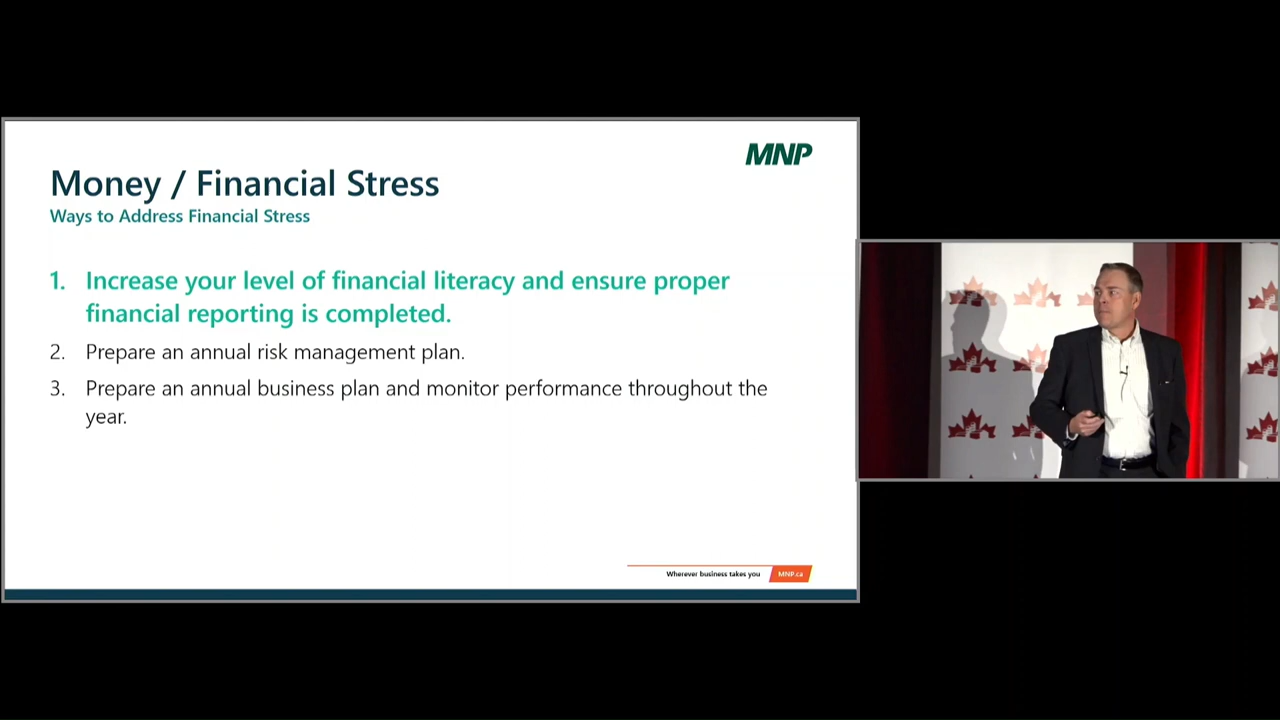 MNP
Money / Financial Stress
Ways to Address Financial Stress
1. Increase your level of financial literacy and ensure proper
financial reporting is completed.
2. Prepare an annual risk management plan.
3. Prepare an annual business plan and monitor performance throughout the
year.
Wherever business takes you
MNP.ca